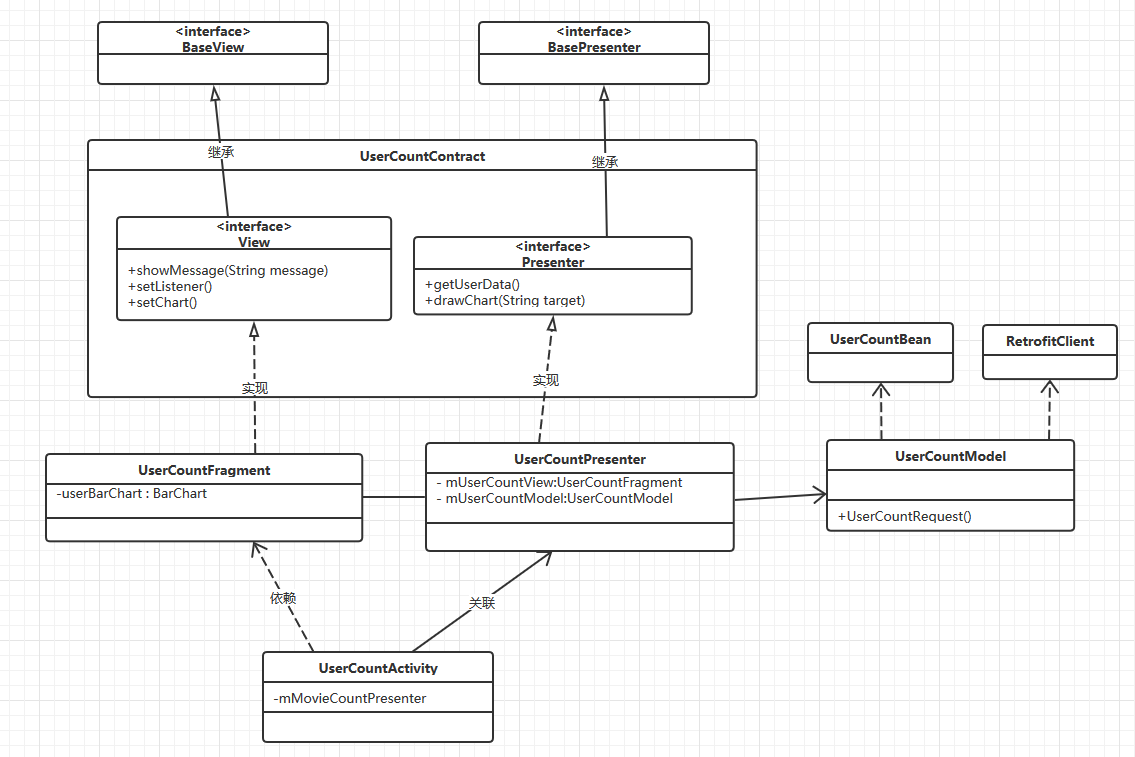 <interface>
BaseView
<interface>
BasePresenter
继承
继承
UserCountContract
<interface>
View
+showMessage(String message)
+setListener()
+setChart()
<interface>
Presenter
+getUserData()
+drawChart(String target)
实现
实现
UserCountBean
RetrofitClient
UserCountFragment
-userBarChart : BarChart
UserCountPresenter
- mUserCountView:UserCountFragment
- mUserCountModel:UserCountModel
UserCountModel
+UserCountRequest()
依赖
关联
UserCountActivity
-mMovieCountPresenter